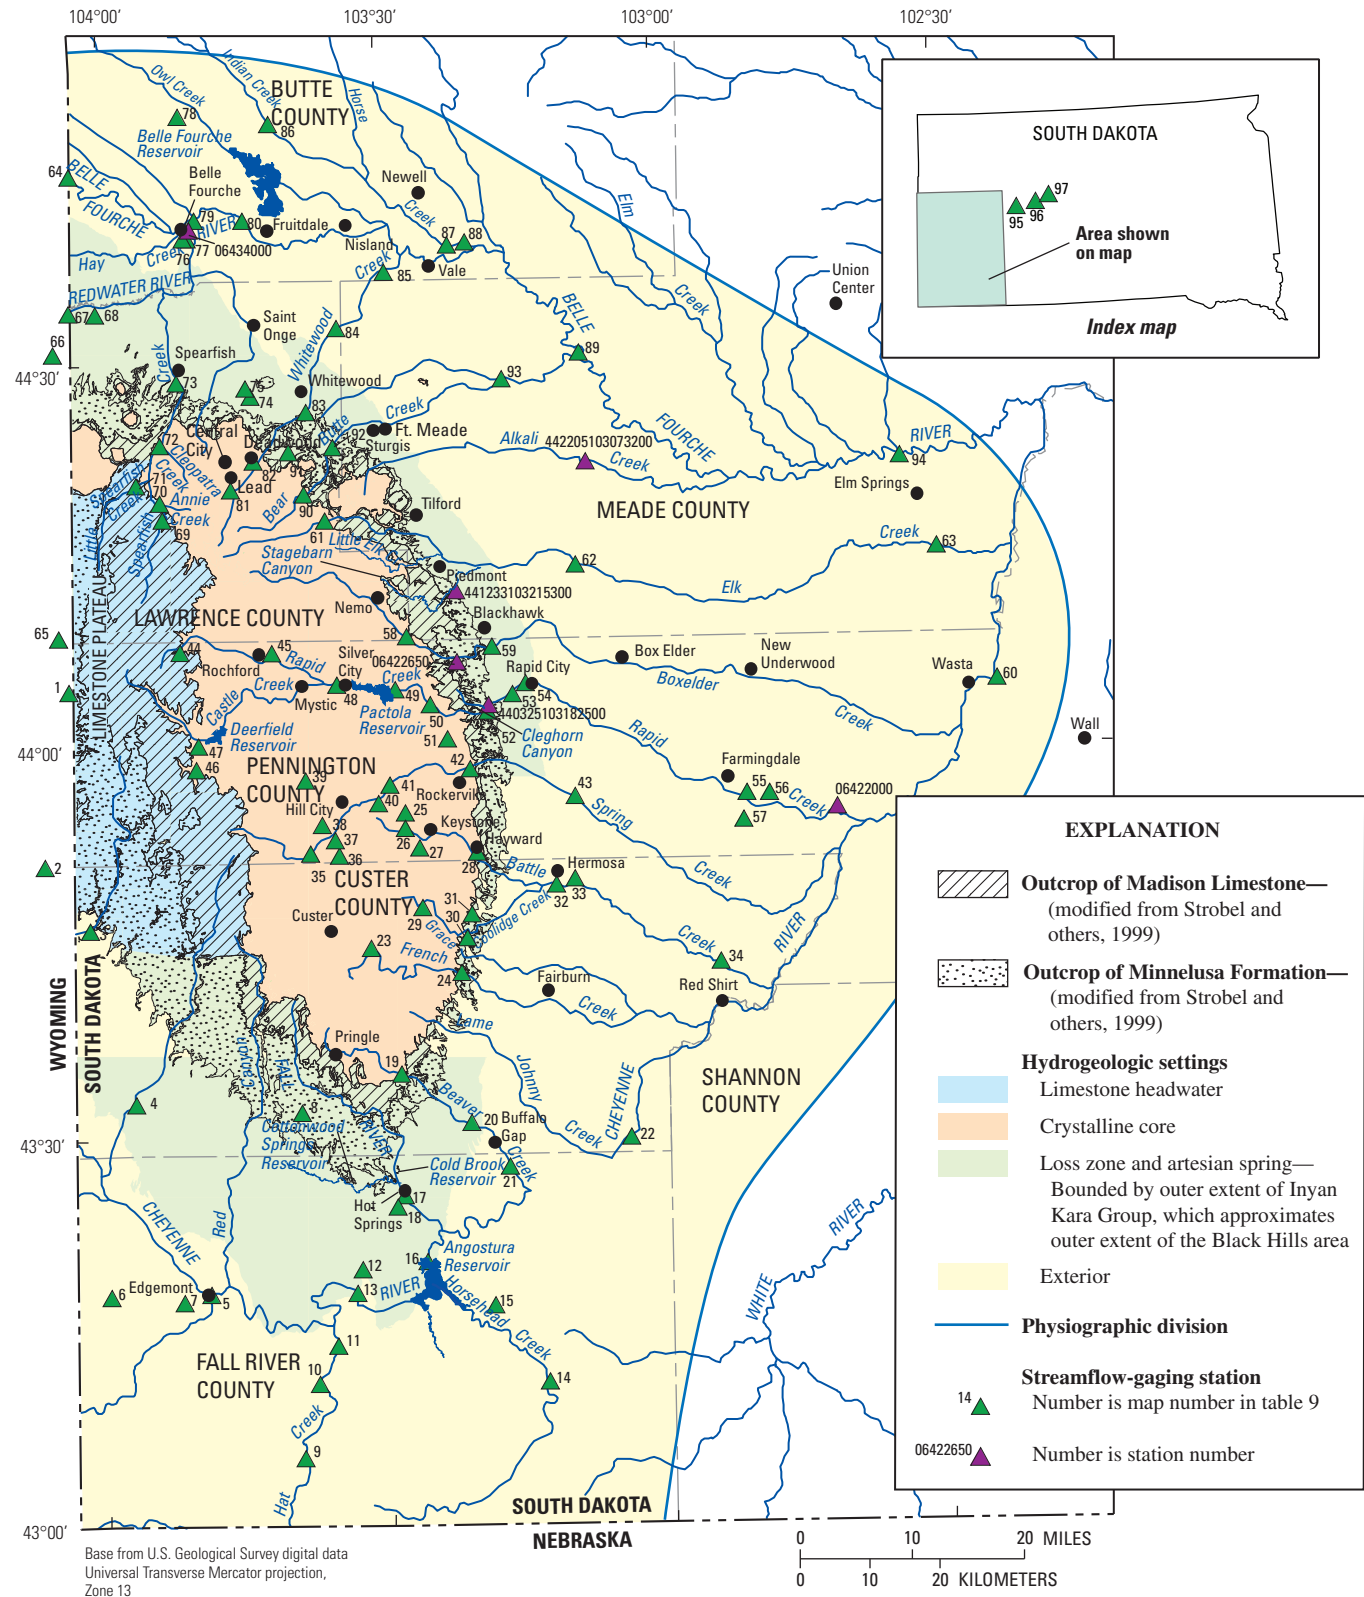 104°00'
103°30'
103°00'
102°30'
44°30'
44°00'
43°30'
43°00'
BUTTE
COUNTY
Owl Creek
Indian Creek
Horse
Creek
78
86
Belle Fourche
Reservoir
Belle
Fourche
64
BELLE
FOURCHE
RIVER
79
80
Fruitdale
Newell
Nisland
87
88
Vale
77
06434000
76
Hay
Creek
REDWATER RIVER
67
68
66
Saint
Onge
Creek
85
84
Whitewood
Elm
Creek
Union
Center
BELLE
89
FOURCHE
RIVER
94
Elm Springs
Spearfish
Creek
73
75
74
Whitewood
83
Butte
93
Creek
92
Ft. Meade
Sturgis
Alkali
442205103073200
Creek
MEADE COUNTY
72
Central
City
Deadwood
91
82
Lead
81
Cleopatra
Creek
Spearfish
Creek
Little
71
70
Annie
Creek
69
Spearfish
Bear
90
Tilford
61
Little Elk
Stagebarn
Canyon
Piedmont
441233103215300
62
Elk
Creek
63
LIMESTONE PLATEAU
LAWRENCE COUNTY
Nemo
58
Blackhawk
59
65
44
Rochford
45
Rapid
Creek
Silver
City
06422650
Creek
Mystic
48
49
Pactola
Reservoir
50
51
Rapid City
54
53
440325103182500
52
Cleghorn
Canyon
Box Elder
New
Underwood
Boxelder
Creek
Wasta
60
Wall
1
Castle
Deerfield
Reservoir
47
46
PENNINGTON
COUNTY
39
Hill City
38
37
36
35
40
41
42
Rockerville
25
26
Keystone
27
Hayward
28
43
Spring
Creek
Rapid
Creek
Farmingdale
55
56
57
06422000
2
3
CUSTER
COUNTY
Custer
23
29
Grace
31
30
Coolidge Creek
Battle
Creek
Hermosa
32
33
34
RIVER
French
Creek
24
Fairburn
Red Shirt
WYOMING
SOUTH DAKOTA
Pringle
19
Lame
Johnny
Creek
CHEYENNE
22
SHANNON
COUNTY
4
Canyon
Red
FALL
RIVER
8
Cottonwood
Springs
Reservoir
Beaver
Creek
20
Buffalo
Gap
21
Cold Brook
Reservoir
17
18
Hot
Springs
CHEYENNE
RIVER
Edgemont
6
7
5
12
13
16
Angostura
Reservoir
Horsehead
Creek
15
14
11
10
9
Hat
Creek
FALL RIVER
COUNTY
WHITE
RIVER
SOUTH DAKOTA
NEBRASKA
SOUTH DAKOTA
95
96
97
Area shown
on map
Index map
EXPLANATION
Outcrop of Madison Limestone—
(modified from Strobel and
others, 1999)
Outcrop of Minnelusa Formation—
(modified from Strobel and
others, 1999)
Hydrogeologic settings
Limestone headwater
Crystalline core
Loss zone and artesian spring—
Bounded by outer extent of Inyan
Kara Group, which approximates
outer extent of the Black Hills area
Exterior
Physiographic division
Streamflow-gaging station
14
Number is map number in table 9
06422650
Number is station number
0 10 20 MILES
0 10 20 KILOMETERS
Base from U.S. Geological Survey digital data
Universal Transverse Mercator projection,
Zone 13